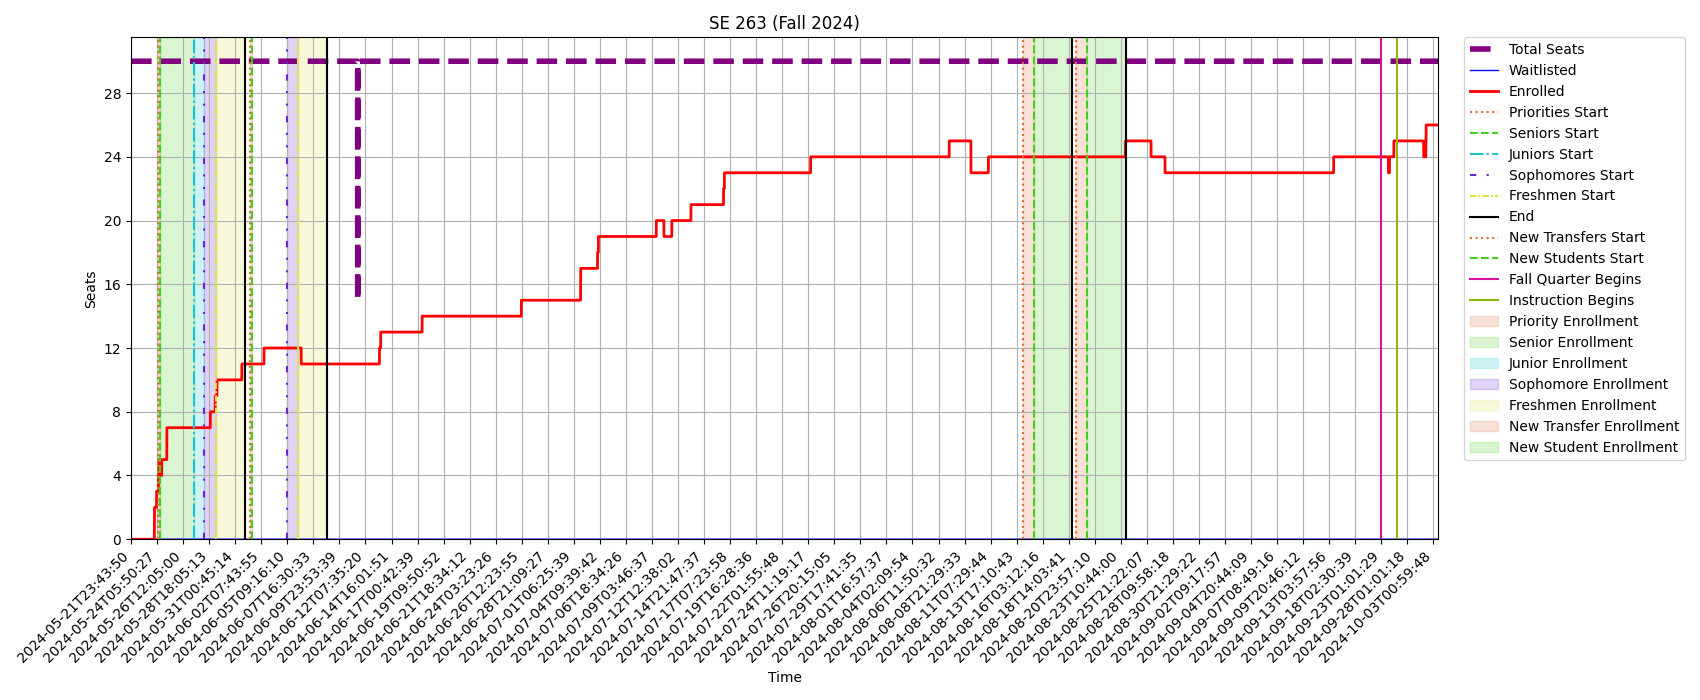 SE 263 (Fall 2024)
Seats
28
24
20
16
12
8
4
0
2024-05-21T23:43:50
2024-05-24T05:50:27
2024-05-26T12:05:00
2024-05-28T18:05:13
2024-05-31T00:45:14
2024-06-02T07:43:55
2024-06-05T09:16:10
2024-06-07T16:30:33
2024-06-09T23:53:39
2024-06-12T07:35:20
2024-06-14T16:01:51
2024-06-17T00:42:39
2024-06-19T09:50:52
2024-06-21T18:34:12
2024-06-24T03:23:26
2024-06-26T12:23:55
2024-06-28T21:09:27
2024-07-01T06:25:39
2024-07-04T09:39:42
2024-07-06T18:34:26
2024-07-09T03:46:37
2024-07-12T12:38:02
2024-07-14T21:47:37
2024-07-17T07:23:58
2024-07-19T16:28:36
2024-07-22T01:55:48
2024-07-24T11:19:17
2024-07-26T20:15:05
2024-07-29T17:41:35
2024-08-01T16:57:37
2024-08-04T02:09:54
2024-08-06T11:50:32
2024-08-08T21:29:33
2024-08-11T07:29:44
2024-08-13T17:10:43
2024-08-16T03:12:16
2024-08-18T14:03:41
2024-08-20T23:57:10
2024-08-23T10:44:00
2024-08-25T21:22:07
2024-08-28T09:58:18
2024-08-30T21:29:22
2024-09-02T09:17:57
2024-09-04T20:44:09
2024-09-07T08:49:16
2024-09-09T20:46:12
2024-09-13T03:57:56
2024-09-18T02:30:39
2024-09-23T01:01:29
2024-09-28T01:01:18
2024-10-03T00:59:48
Time
Total Seats
Waitlisted
Enrolled
Priorities Start
Seniors Start
Juniors Start
Sophomores Start
Freshmen Start
End
New Transfers Start
New Students Start
Fall Quarter Begins
Instruction Begins
Priority Enrollment
Senior Enrollment
Junior Enrollment
Sophomore Enrollment
Freshmen Enrollment
New Transfer Enrollment
New Student Enrollment